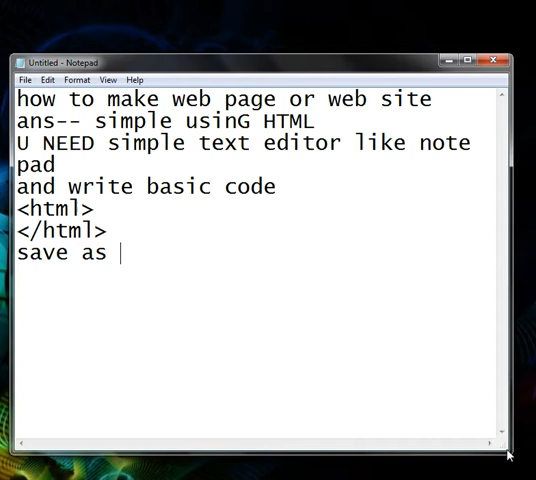 Untitled - Notepad
File Edit Format View Help
how to make web page or web site
ans-- simple usinG HTML
U NEED simple text editor like note
pad
and write basic code
<html>
</html>
save as